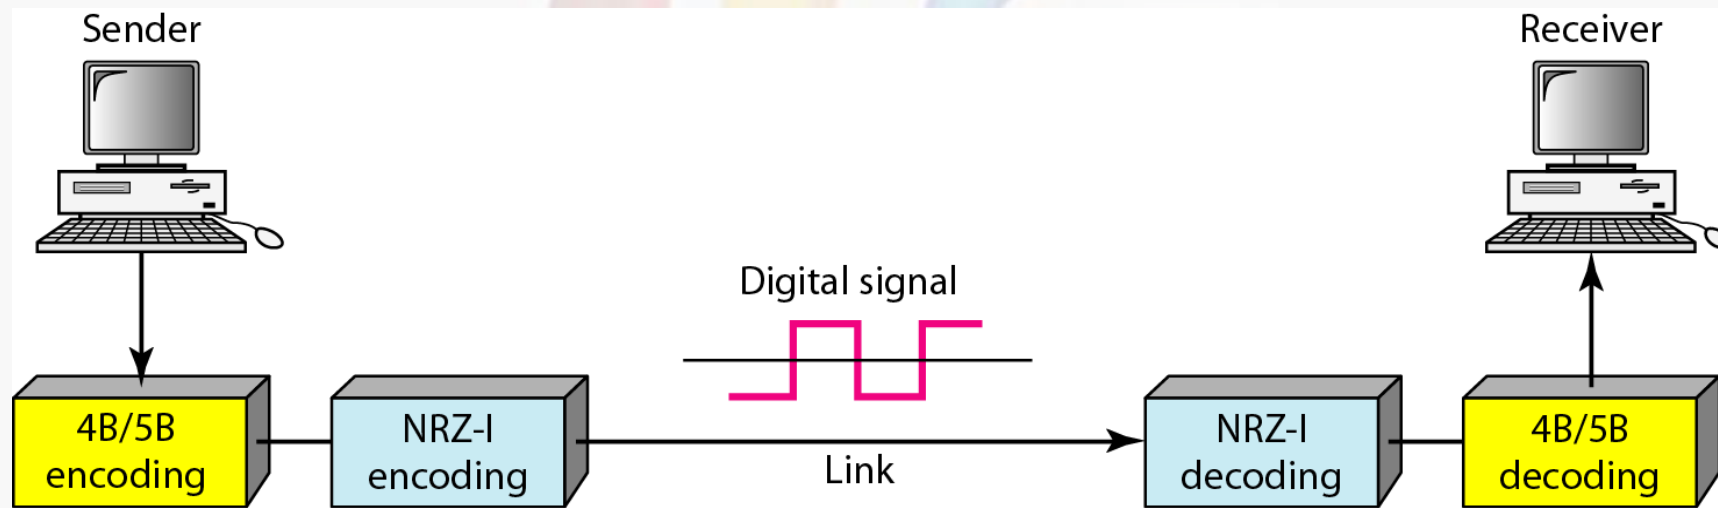 Sender
Receiver
Digital signal
4B/5B
encoding
NRZ-I
encoding
Link
NRZ-I
decoding
4B/5B
decoding